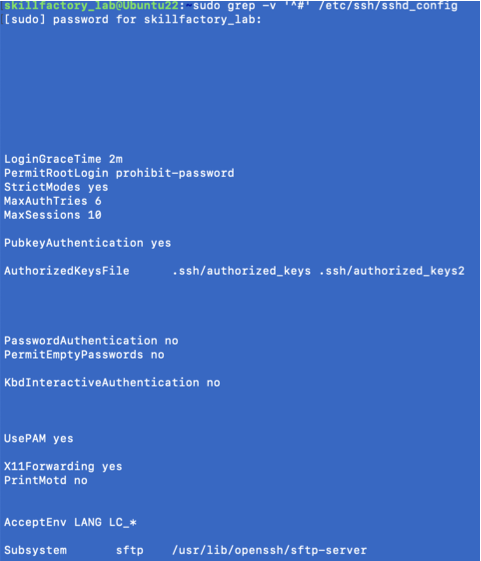 skillfactory_lab@Ubuntu22:~sudo grep -v '^#' /etc/ssh/sshd_config
[sudo] password for skillfactory_lab:
LoginGraceTime 2m
PermitRootLogin prohibit-password
StrictModes yes
MaxAuthTries 6
MaxSessions 10
PubkeyAuthentication yes
AuthorizedKeysFile .ssh/authorized_keys .ssh/authorized_keys2
PasswordAuthentication no
PermitEmptyPasswords no
KbdInteractiveAuthentication no
UsePAM yes
X11Forwarding yes
PrintMotd no
AcceptEnv LANG LC_*
Subsystem sftp /usr/lib/openssh/sftp-server